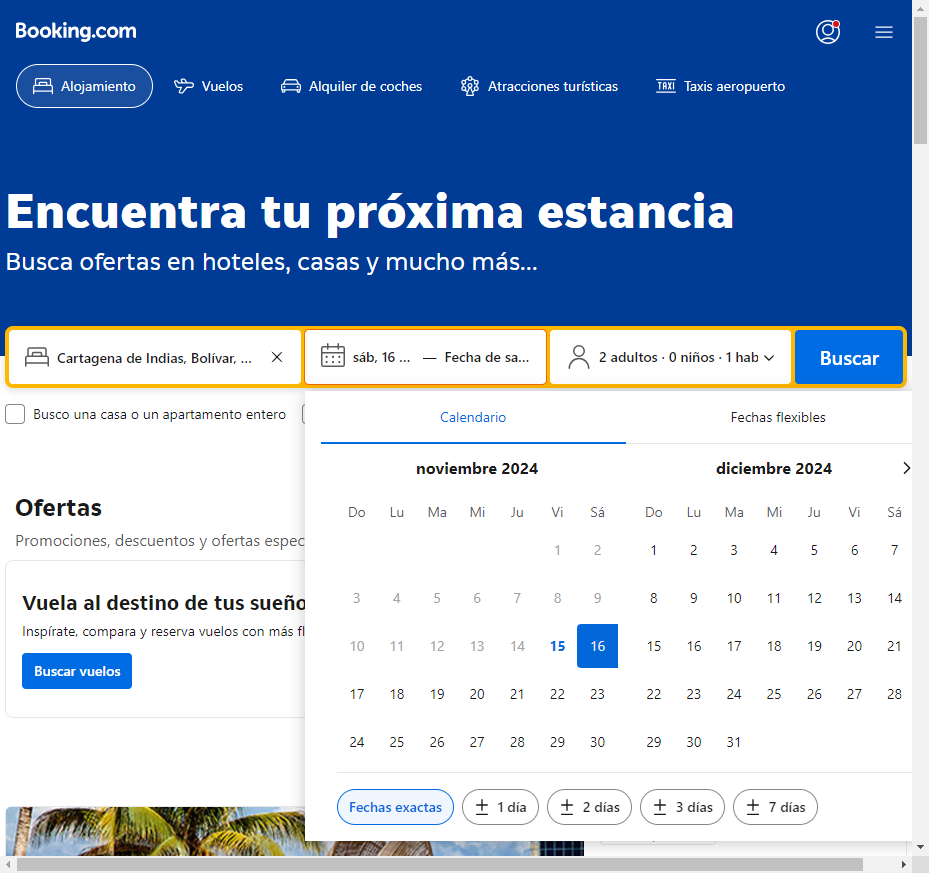 Booking.com
Alojamiento
Vuelos
Alquiler de coches
Atracciones turísticas
TAXI
Taxis aeropuerto
Encuentra tu próxima estancia
Busca ofertas en hoteles, casas y mucho más...
Cartagena de Indias, Bolívar, ...
sáb, 16 ... — Fecha de sa...
2 adultos · 0 niños · 1 hab
Buscar
Busco una casa o un apartamento entero
Calendario
Fechas flexibles
noviembre 2024
Do Lu Ma Mi Ju Vi Sá
1 2
3 4 5 6 7 8 9
10 11 12 13 14 15 16
17 18 19 20 21 22 23
24 25 26 27 28 29 30
diciembre 2024
Do Lu Ma Mi Ju Vi Sá
1 2 3 4 5 6 7
8 9 10 11 12 13 14
15 16 17 18 19 20 21
22 23 24 25 26 27 28
29 30 31
Fechas exactas
± 1 día
± 2 días
± 3 días
± 7 días
Ofertas
Promociones, descuentos y ofertas espec
Vuela al destino de tus sueño
Inspírate, compara y reserva vuelos con más fl
Buscar vuelos